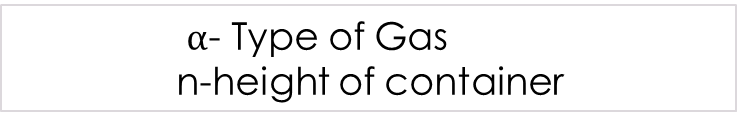 α- Type of Gas
n-height of container